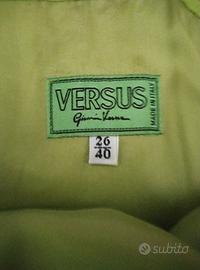 VERSUS
Gianni Versace
MADE IN ITALY
26
40
subito